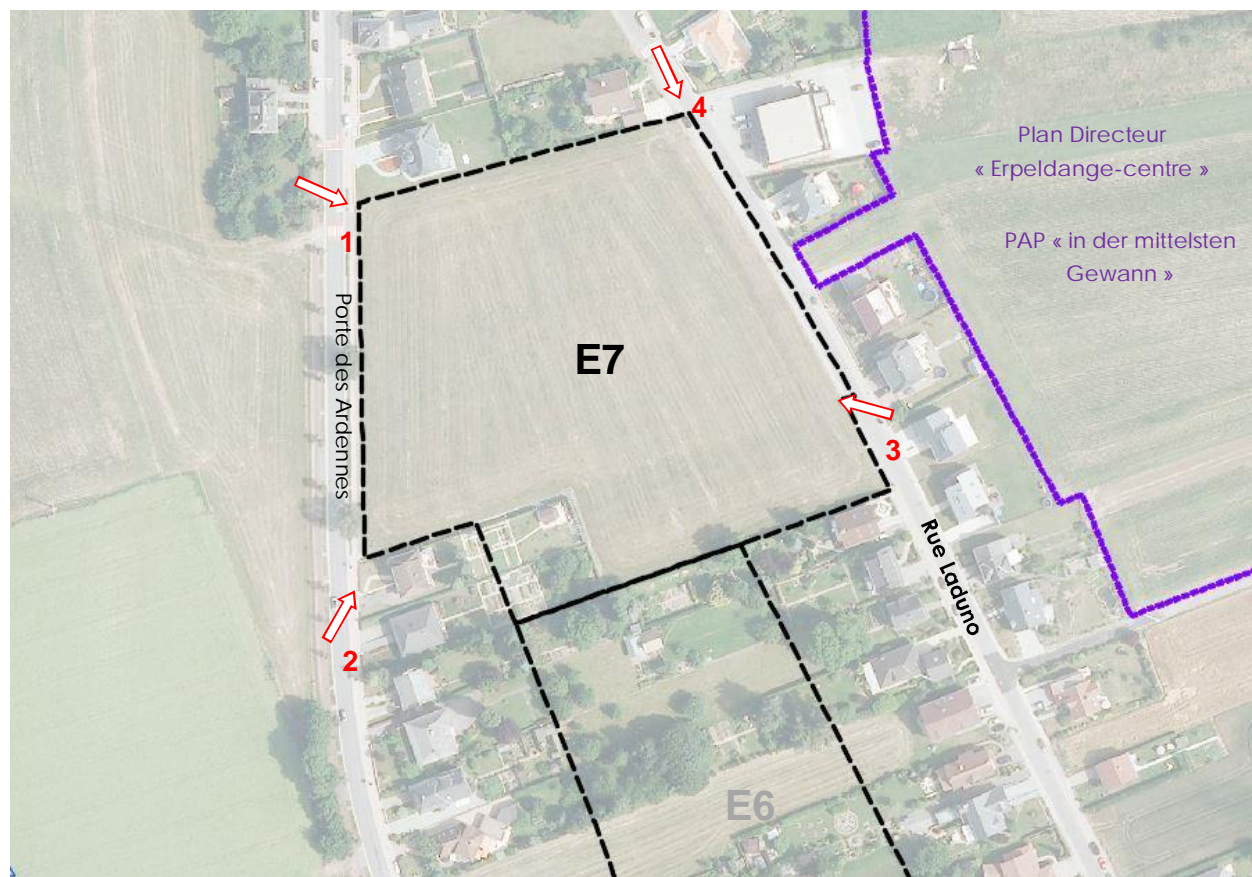 4
Plan Directeur
« Erpeldange-centre »
1
PAP « in der mittelsten
Gewann »
Porte des Ardennes
E7
3
Rue Laduno
2
E6